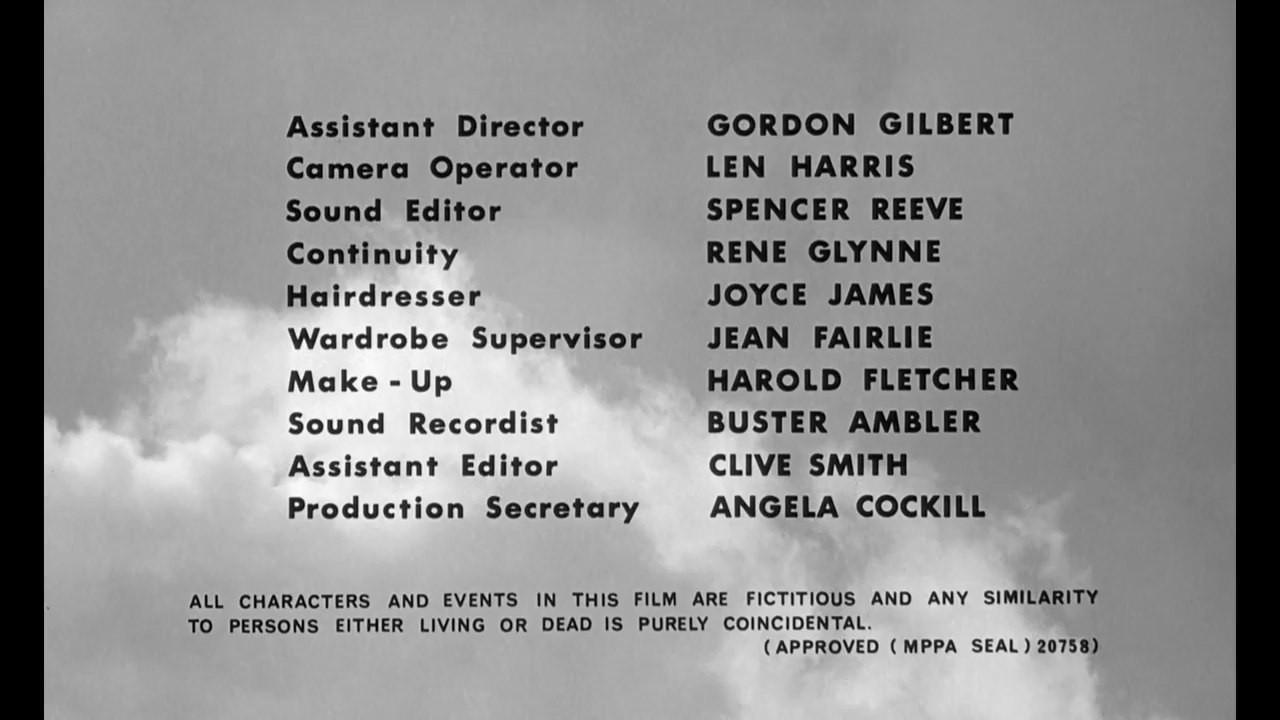 Assistant Director GORDON GILBERT
Camera Operator LEN HARRIS
Sound Editor SPENCER REEVE
Continuity RENE GLYNNE
Hairdresser JOYCE JAMES
Wardrobe Supervisor JEAN FAIRLIE
Make-Up HAROLD FLETCHER
Sound Recordist BUSTER AMBLER
Assistant Editor CLIVE SMITH
Production Secretary ANGELA COCKILL
ALL CHARACTERS AND EVENTS IN THIS FILM ARE FICTITIOUS AND ANY SIMILARITY
TO PERSONS EITHER LIVING OR DEAD IS PURELY COINCIDENTAL.
(APPROVED (MPPA SEAL) 20758)